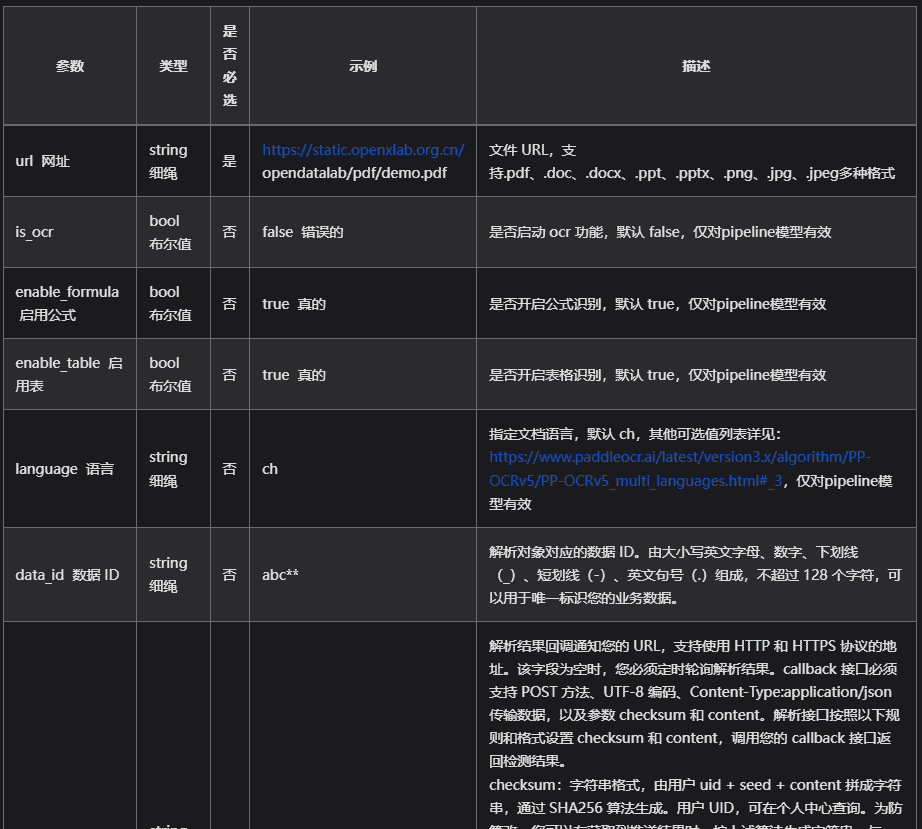 参数
类型
是
否
必
选
示例
描述
url 网址
string
细绳
是
https://static.openxlab.org.cn/
opendatalab/pdf/demo.pdf
文件 URL，支
持.pdf、.doc、.docx、.ppt、.pptx、.png、.jpg、.jpeg多种格式
is_ocr
bool
布尔值
否
false 错误的
是否启动 ocr 功能，默认 false，仅对pipeline模型有效
enable_formula
启用公式
bool
布尔值
否
true 真的
是否开启公式识别，默认 true，仅对pipeline模型有效
enable_table 启
用表
bool
布尔值
否
true 真的
是否开启表格识别，默认 true，仅对pipeline模型有效
language 语言
string
细绳
否
ch
指定文档语言，默认 ch，其他可选值列表详见：
https://www.paddleocr.ai/latest/version3.x/algorithm/PP-
OCRv5/PP-OCRv5_multi_languages.html#_3，仅对pipeline模
型有效
data_id 数据 ID
string
细绳
否
abc**
解析对象对应的数据 ID。由大小写英文字母、数字、下划线
（_）、短划线（-）、英文句号（.）组成，不超过 128 个字符，可
以用于唯一标识您的业务数据。
解析结果回调通知您的 URL，支持使用 HTTP 和 HTTPS 协议的地
址。该字段为空时，您必须定时轮询解析结果。callback 接口必须
支持 POST 方法、UTF-8 编码、Content-Type:application/json
传输数据，以及参数 checksum 和 content。解析接口按照以下规
则和格式设置 checksum 和 content，调用您的 callback 接口返
回检测结果。
checksum：字符串格式，由用户 uid + seed + content 拼成字符
串，通过 SHA256 算法生成。用户 UID，可在个人中心查询。为防